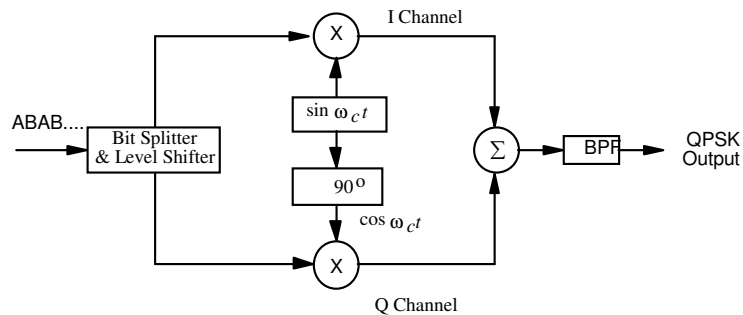 I Channel
X
ABAB....
sin ω_c t
Bit Splitter
& Level Shifter
Σ
BPF
QPSK
Output
90°
cos ω_c t
X
Q Channel